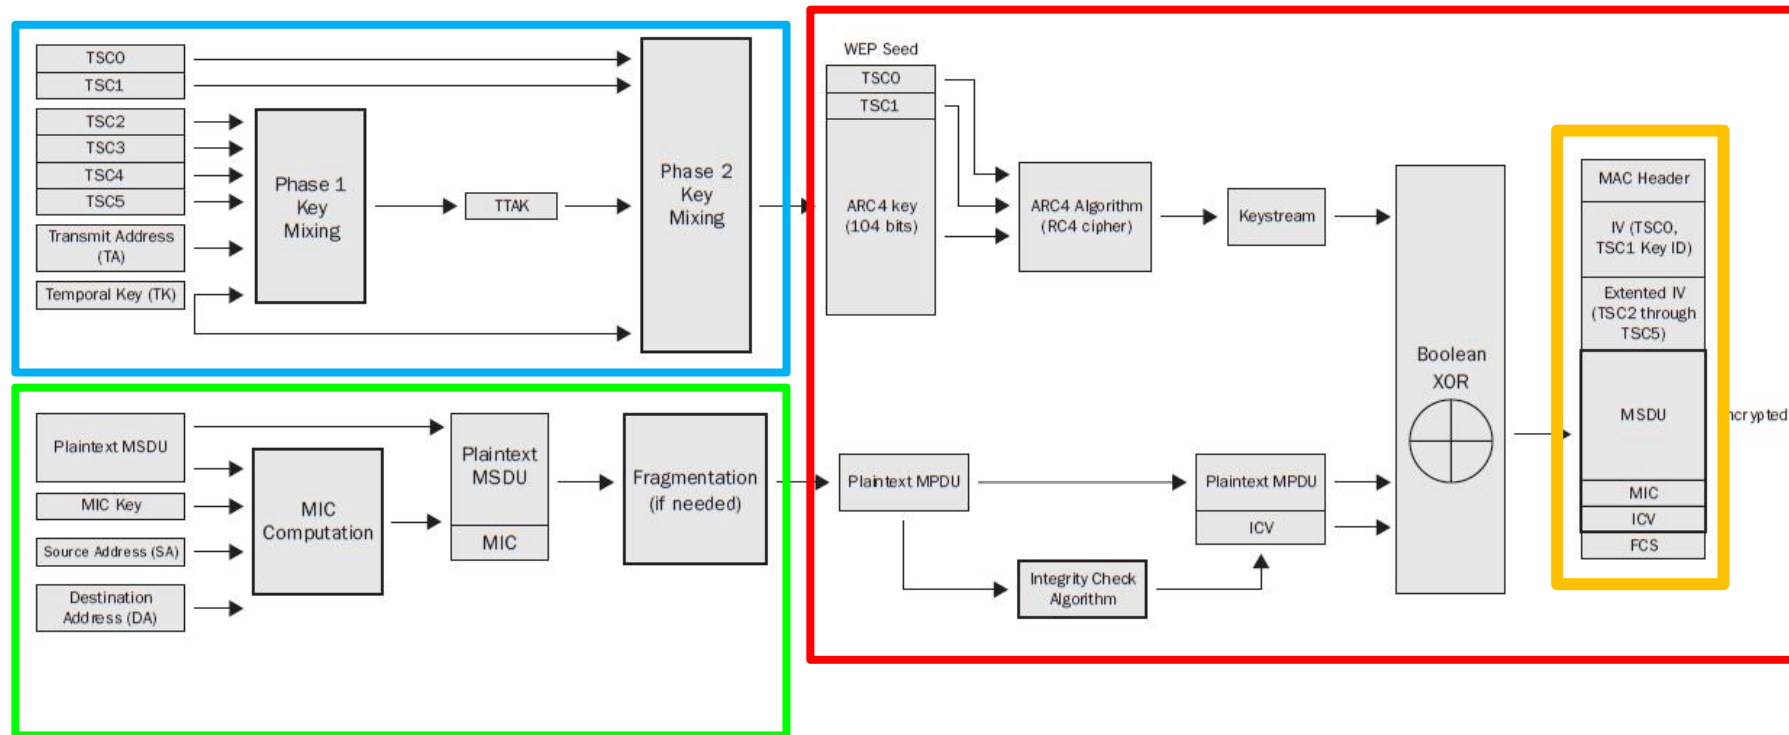 TSC0
TSC1
TSC2
TSC3
TSC4
TSC5
Transmit Address
(TA)
Temporal Key (TK)
Phase 1
Key
Mixing
TTAK
Phase 2
Key
Mixing
WEP Seed
TSC0
TSC1
ARC4 key
(104 bits)
ARC4 Algorithm
(RC4 cipher)
Keystream
Boolean
XOR
MAC Header
IV (TSC0,
TSC1 Key ID)
Extented IV
(TSC2 through
TSC5)
MSDU
MIC
ICV
FCS
ncrypted
Plaintext MSDU
MIC Key
Source Address (SA)
Destination
Address (DA)
MIC
Computation
Plaintext
MSDU
MIC
Fragmentation
(if needed)
Plaintext MPDU
Integrity Check
Algorithm
Plaintext MPDU
ICV